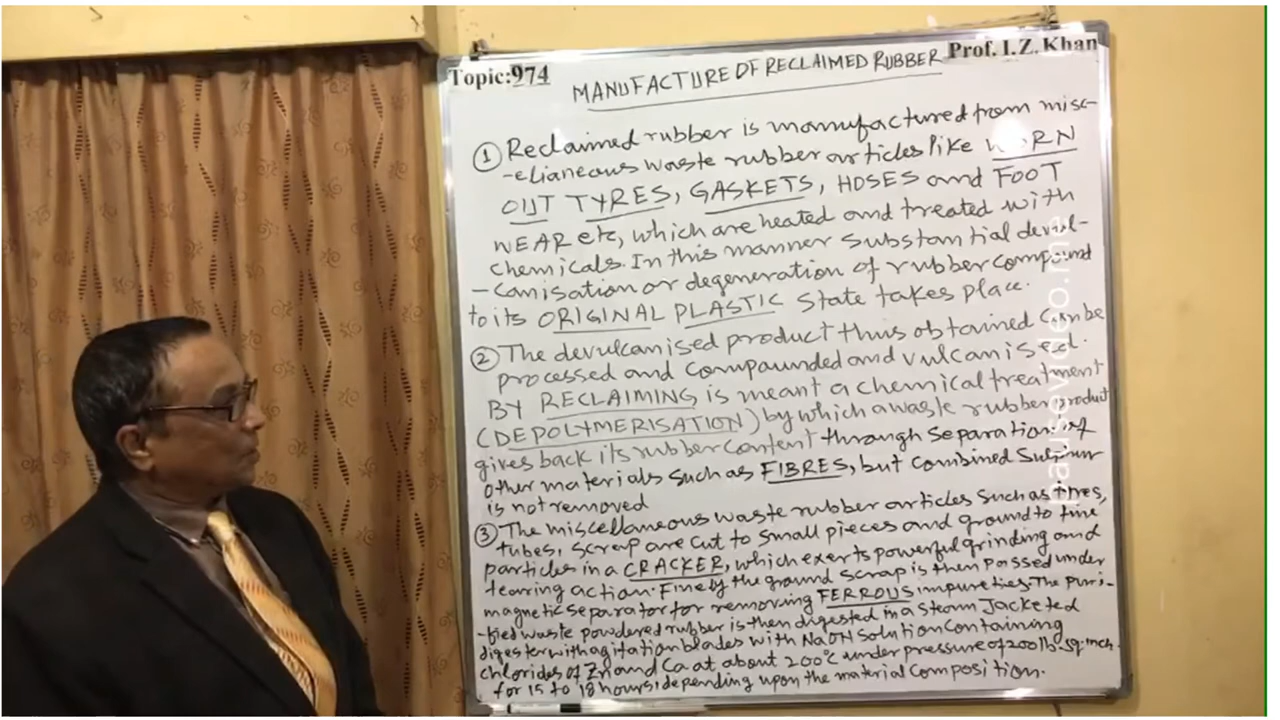 Topic:974
MANUFACTURE OF RECLAIMED RUBBER
Prof. I.Z. Khan
① Reclaimed rubber is manufactured from misc-
-elianeous waste rubber articles like WORN
OUT TYRES, GASKETS, HOSES and FOOT
WEAR etc, which are heated and treated with
chemicals. In this manner substantial devul-
-canisation or degeneration of rubber compound
to its ORIGINAL PLASTIC state takes place.
② The devulcanised product thus obtained can be
processed and compounded and vulcanised.
BY RECLAIMING is meant a chemical treatment
(DEPOLYMERISATION) by which a waste rubber product
gives back its rubber content through separation of
other materials such as FIBRES, but combined Sulphur
is not removed
③ The miscellaneous waste rubber articles such as tyres,
tubes, scrap are cut to small pieces and ground to fine
particles in a CRACKER, which exerts powerful grinding and
tearing action. Finely the ground scrap is then passed under
magnetic separator for removing FERROUS impureties. The puri-
-fied waste powdered rubber is then digested in a steam Jacketed
digester with agitation blades with NaOH solution containing
chlorides of Zn and Ca at about 200°C under pressure of 200 lb. sq. inch
for 15 to 18 hours, depending upon the material composition.
pausevideo.me